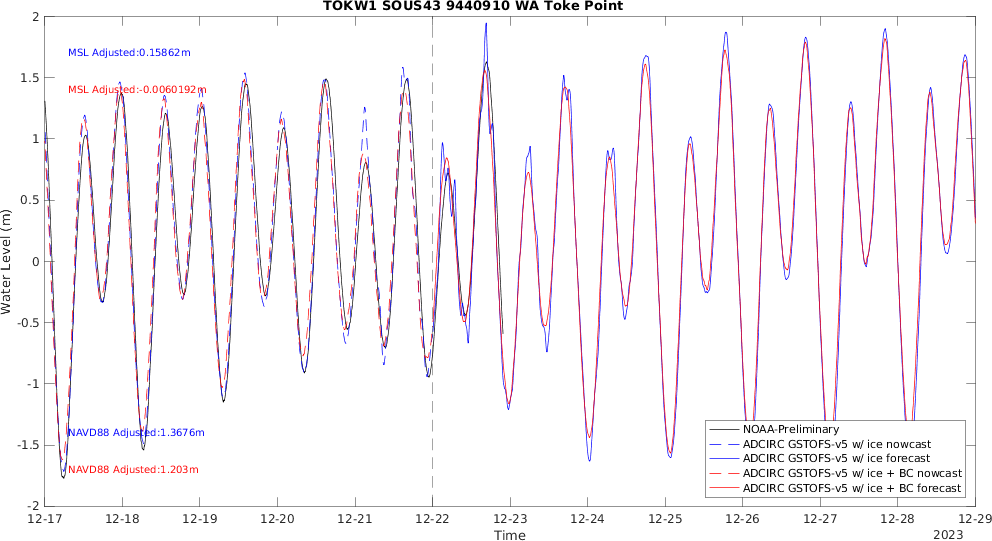 TOKW1 SOUS43 9440910 WA Toke Point
MSL Adjusted:0.15862m
MSL Adjusted:-0.0060192m
NAVD88 Adjusted:1.3676m
NAVD88 Adjusted:1.203m
Water Level (m)
2
1.5
1
0.5
0
-0.5
-1
-1.5
-2
NOAA-Preliminary
ADCIRC GSTOFS-v5 w/ ice nowcast
ADCIRC GSTOFS-v5 w/ ice forecast
ADCIRC GSTOFS-v5 w/ ice + BC nowcast
ADCIRC GSTOFS-v5 w/ ice + BC forecast
12-17 12-18 12-19 12-20 12-21 12-22 12-23 12-24 12-25 12-26 12-27 12-28 12-29
Time
2023